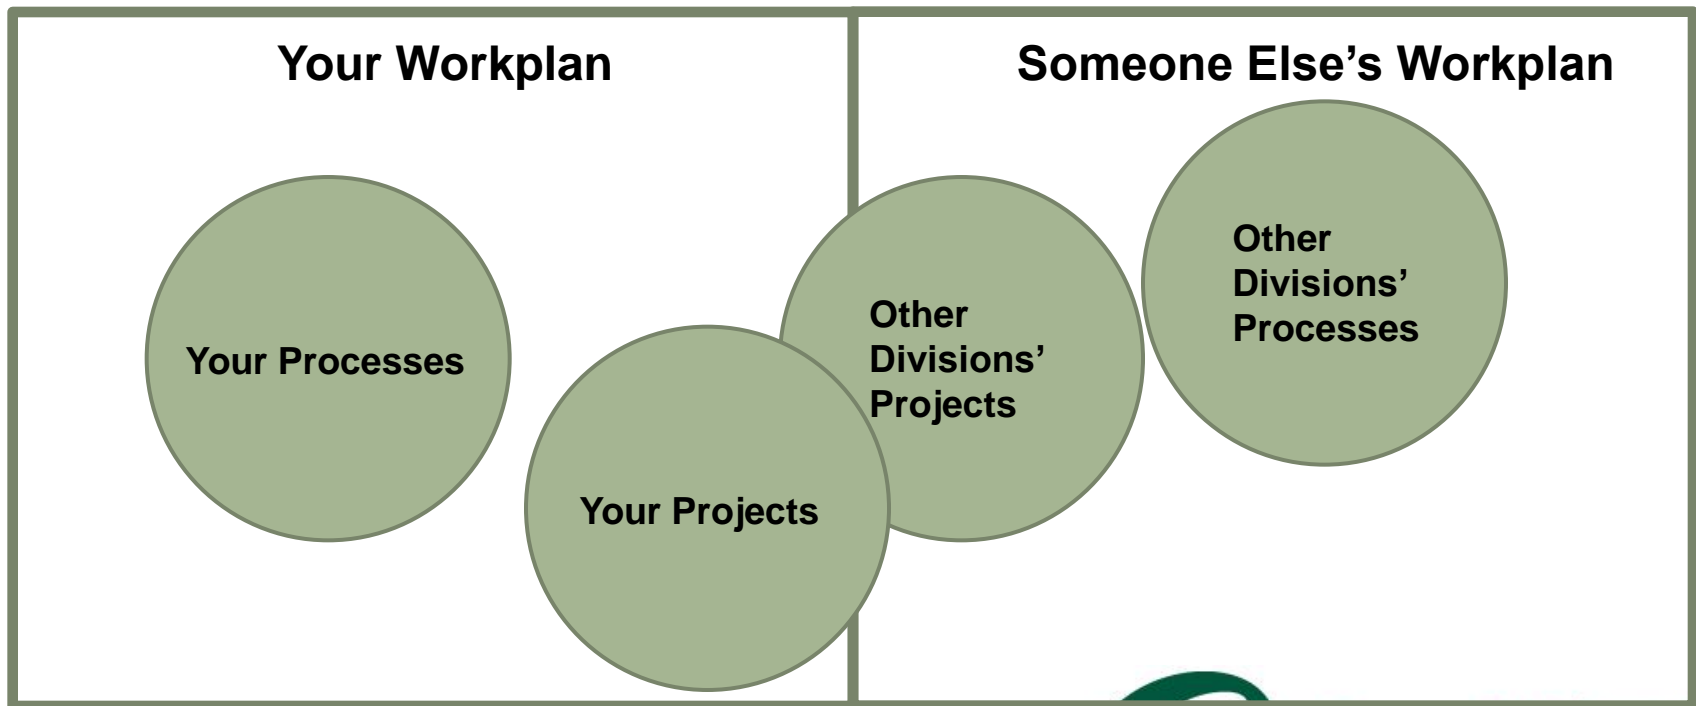 Your Workplan
Someone Else’s Workplan
Your Processes
Your Projects
Other
Divisions’
Projects
Other
Divisions’
Processes